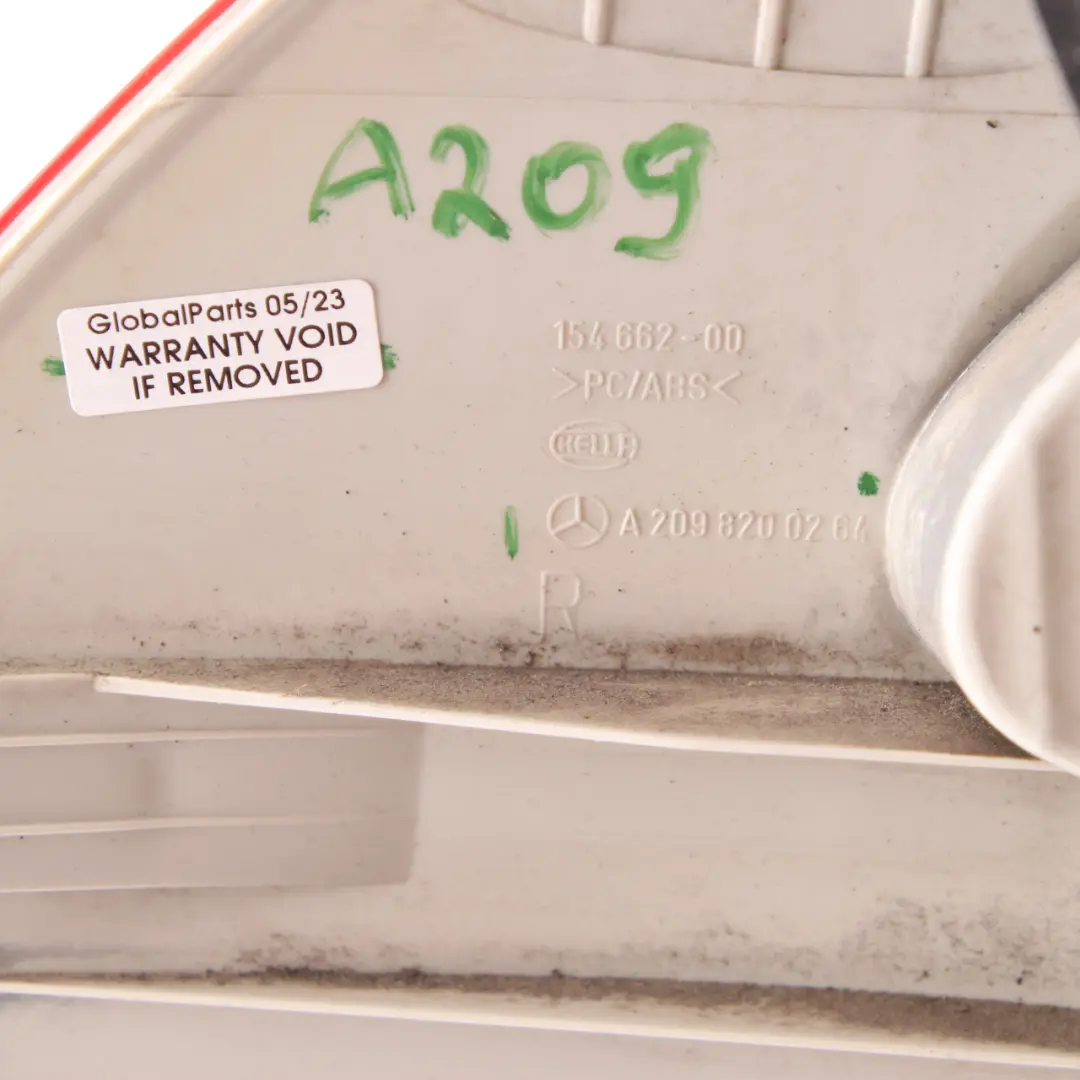 A209
GlobalParts 05/23
WARRANTY VOID
IF REMOVED
154 662-00
>PC/ABS<
HELLA
A 209 820 02 64
R